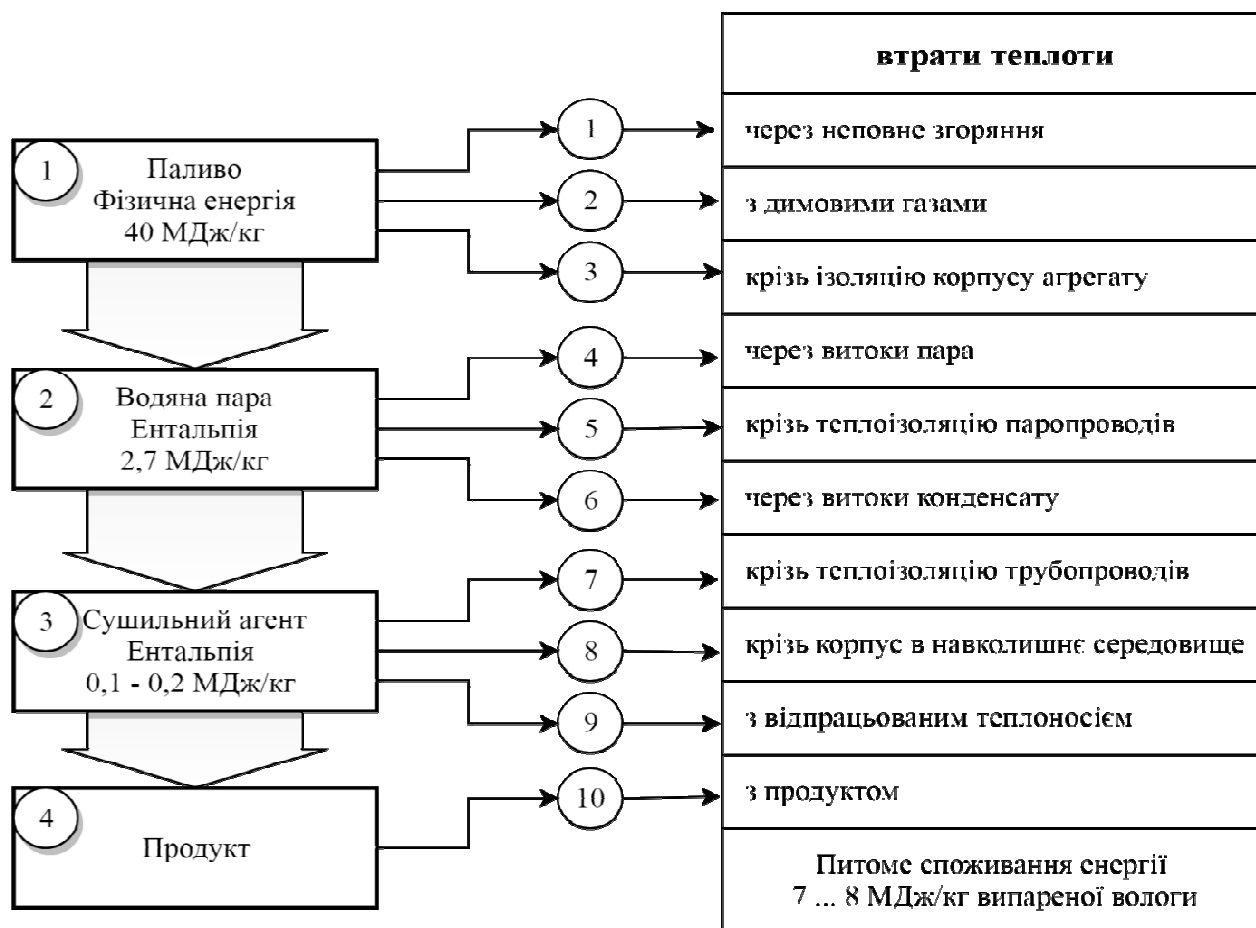 втрати теплоти
1
Паливо
Фізична енергія
40 МДж/кг
1
через неповне згоряння
2
з димовими газами
3
крізь ізоляцію корпусу агрегату
2
Водяна пара
Ентальпія
2,7 МДж/кг
4
через витоки пара
5
крізь теплоізоляцію паропроводів
6
через витоки конденсату
3
Сушильний агент
Ентальпія
0,1 - 0,2 МДж/кг
7
крізь теплоізоляцію трубопроводів
8
крізь корпус в навколишнє середовище
9
з відпрацьованим теплоносієм
4
Продукт
10
з продуктом
Питоме споживання енергії
7 ... 8 МДж/кг випареної вологи